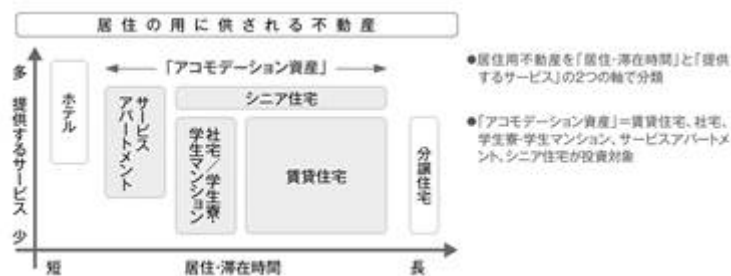 居住の用に供される不動産
「アコモデーション資産」
多 提供するサービス 少
ホテル
サービス
アパートメント
シニア住宅
社宅／学生寮・
学生マンション
賃貸住宅
分譲住宅
短 居住・滞在時間 長
●居住用不動産を「居住・滞在時間」と「提供
するサービス」の2つの軸で分類
●「アコモデーション資産」＝賃貸住宅、社宅、
学生寮・学生マンション、サービスアパートメ
ント、シニア住宅が投資対象